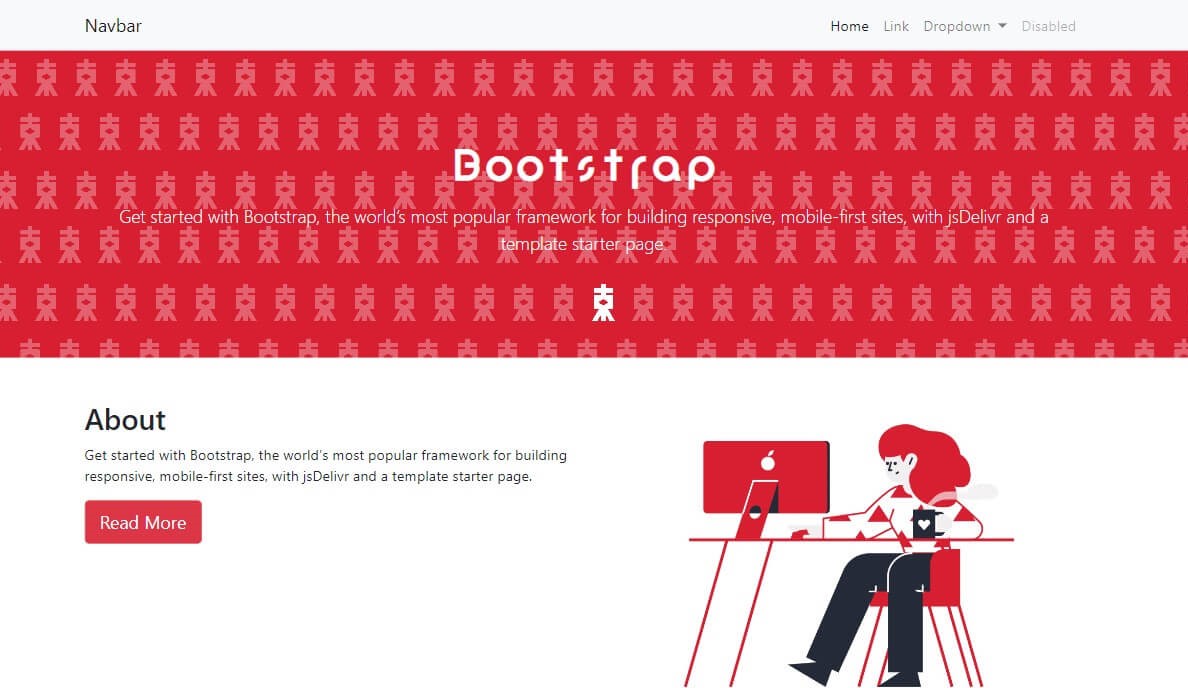 Navbar
Home Link Dropdown Disabled
Bootstrap
Get started with Bootstrap, the world's most popular framework for building responsive, mobile-first sites, with jsDelivr and a
template starter page.
About
Get started with Bootstrap, the world's most popular framework for building
responsive, mobile-first sites, with jsDelivr and a template starter page.
Read More